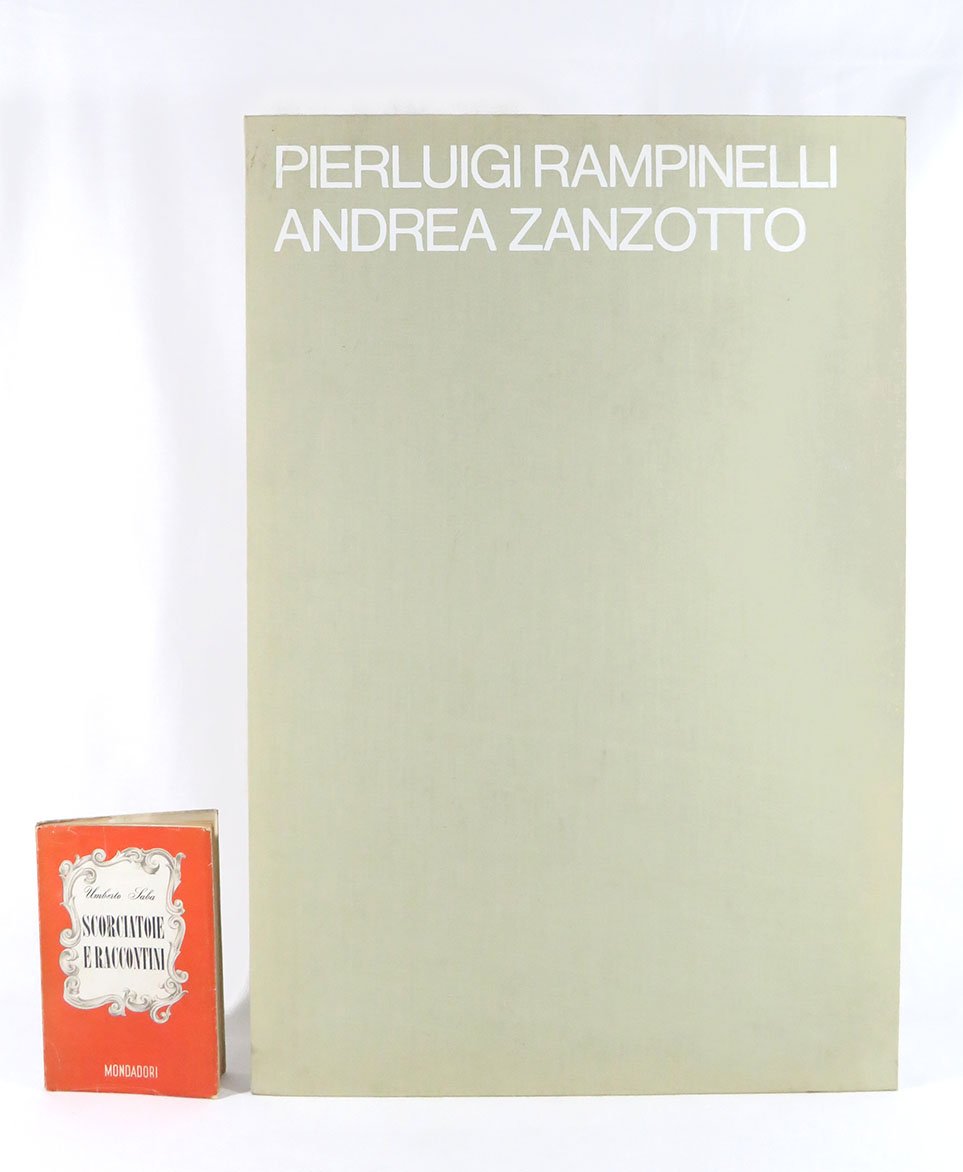 PIERLUIGI RAMPINELLI
ANDREA ZANZOTTO
Umberto Saba
SCORCIATOIE
E RACCONTINI
MONDADORI